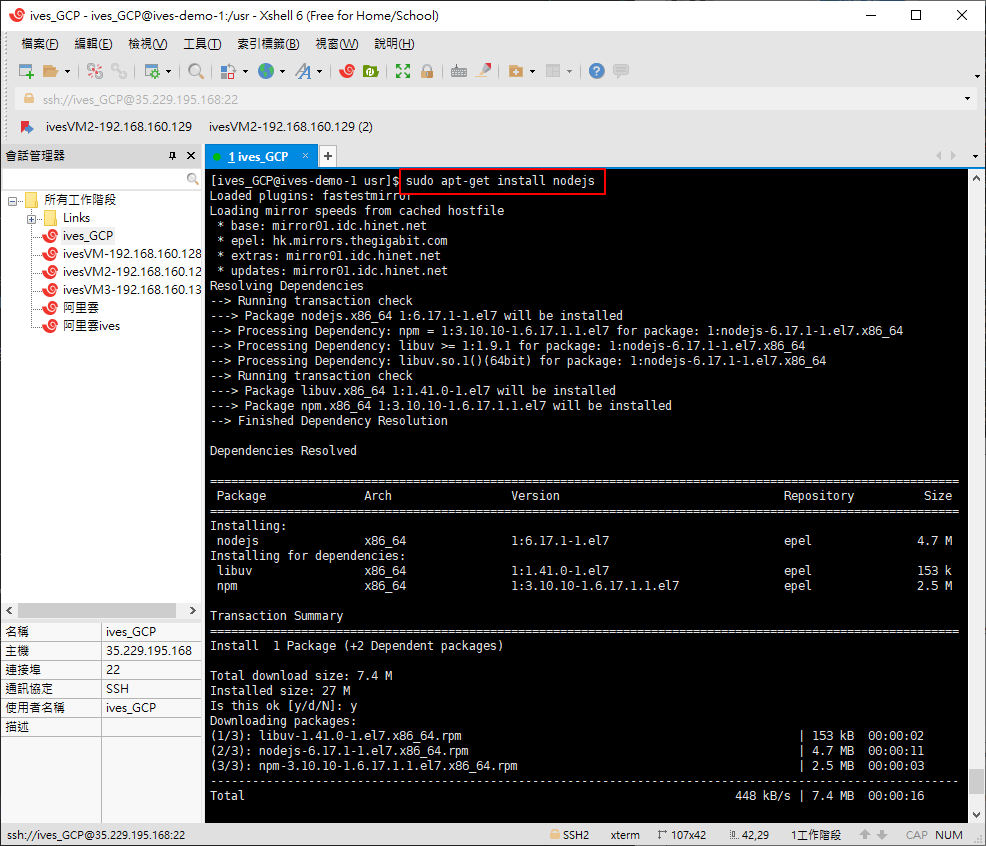 ives_GCP - ives_GCP@ives-demo-1:/usr - Xshell 6 (Free for Home/School)
檔案(F) 編輯(E) 檢視(V) 工具(T) 索引標籤(B) 視窗(W) 說明(H)
ssh://ives_GCP@35.229.195.168:22
ivesVM2-192.168.160.129 ivesVM2-192.168.160.129 (2)
會話管理器
所有工作階段
Links
ives_GCP
ivesVM-192.168.160.128
ivesVM2-192.168.160.12
ivesVM3-192.168.160.13
阿里雲
阿里雲ives
名稱 ives_GCP
主機 35.229.195.168
連接埠 22
通訊協定 SSH
使用者名稱 ives_GCP
描述
1 ives_GCP × +
[ives_GCP@ives-demo-1 usr]$ sudo apt-get install nodejs
Loaded plugins: fastestmirror
Loading mirror speeds from cached hostfile
* base: mirror01.idc.hinet.net
* epel: hk.mirrors.thegigabit.com
* extras: mirror01.idc.hinet.net
* updates: mirror01.idc.hinet.net
Resolving Dependencies
--> Running transaction check
---> Package nodejs.x86_64 1:6.17.1-1.el7 will be installed
--> Processing Dependency: npm = 1:3.10.10-1.6.17.1.1.el7 for package: 1:nodejs-6.17.1-1.el7.x86_64
--> Processing Dependency: libuv >= 1:1.9.1 for package: 1:nodejs-6.17.1-1.el7.x86_64
--> Processing Dependency: libuv.so.1()(64bit) for package: 1:nodejs-6.17.1-1.el7.x86_64
--> Running transaction check
---> Package libuv.x86_64 1:1.41.0-1.el7 will be installed
---> Package npm.x86_64 1:3.10.10-1.6.17.1.1.el7 will be installed
--> Finished Dependency Resolution
Dependencies Resolved
Package Arch Version Repository Size
Installing:
nodejs x86_64 1:6.17.1-1.el7 epel 4.7 M
Installing for dependencies:
libuv x86_64 1:1.41.0-1.el7 epel 153 k
npm x86_64 1:3.10.10-1.6.17.1.1.el7 epel 2.5 M
Transaction Summary
Install 1 Package (+2 Dependent packages)
Total download size: 7.4 M
Installed size: 27 M
Is this ok [y/d/N]: y
Downloading packages:
(1/3): libuv-1.41.0-1.el7.x86_64.rpm | 153 kB 00:00:02
(2/3): nodejs-6.17.1-1.el7.x86_64.rpm | 4.7 MB 00:00:11
(3/3): npm-3.10.10-1.6.17.1.1.el7.x86_64.rpm | 2.5 MB 00:00:03
Total 448 kB/s | 7.4 MB 00:00:16
ssh://ives_GCP@35.229.195.168:22 SSH2 xterm 107x42 42,29 1工作階段 CAP NUM